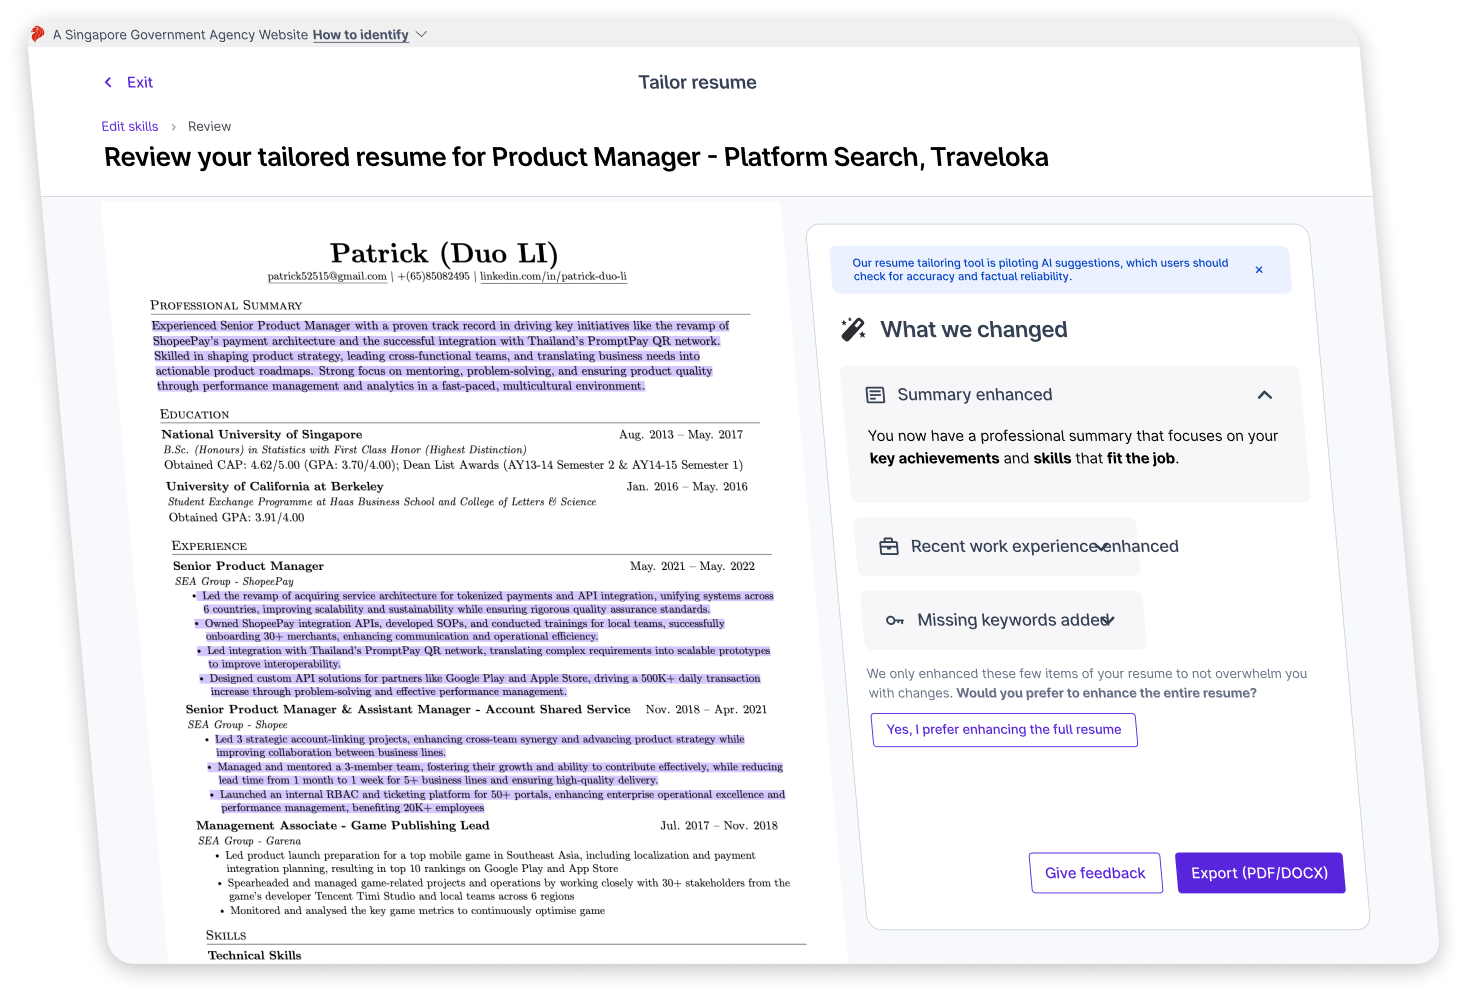 A Singapore Government Agency Website How to identify
Exit
Tailor resume
Edit skills > Review
Review your tailored resume for Product Manager - Platform Search, Traveloka
Patrick (Duo LI)
patrick52515@gmail.com | +(65)85082495 | linkedin.com/in/patrick-duo-li
Professional Summary
Experienced Senior Product Manager with a proven track record in driving key initiatives like the revamp of
ShopeePay's payment architecture and the successful integration with Thailand's PromptPay QR network.
Skilled in shaping product strategy, leading cross-functional teams, and translating business needs into
actionable product roadmaps. Strong focus on mentoring, problem-solving, and ensuring product quality
through performance management and analytics in a fast-paced, multicultural environment.
Education
National University of Singapore Aug. 2013 – May. 2017
B.Sc. (Honours) in Statistics with First Class Honor (Highest Distinction)
Obtained CAP: 4.62/5.00 (GPA: 3.70/4.00); Dean List Awards (AY13-14 Semester 2 & AY14-15 Semester 1)
University of California at Berkeley Jan. 2016 – May. 2016
Student Exchange Programme at Haas Business School and College of Letters & Science
Obtained GPA: 3.91/4.00
Experience
Senior Product Manager May. 2021 – May. 2022
SEA Group - ShopeePay
• Led the revamp of acquiring service architecture for tokenized payments and API integration, unifying systems across
6 countries, improving scalability and sustainability while ensuring rigorous quality assurance standards.
• Owned ShopeePay integration APIs, developed SOPs, and conducted trainings for local teams, successfully
onboarding 30+ merchants, enhancing communication and operational efficiency.
• Led integration with Thailand's PromptPay QR network, translating complex requirements into scalable prototypes
to improve interoperability.
• Designed custom API solutions for partners like Google Play and Apple Store, driving a 500K+ daily transaction
increase through problem-solving and effective performance management.
Senior Product Manager & Assistant Manager - Account Shared Service Nov. 2018 – Apr. 2021
SEA Group - Shopee
• Led 3 strategic account-linking projects, enhancing cross-team synergy and advancing product strategy while
improving collaboration between business lines.
• Managed and mentored a 3-member team, fostering their growth and ability to contribute effectively, while reducing
lead time from 1 month to 1 week for 5+ business lines and ensuring high-quality delivery.
• Launched an internal RBAC and ticketing platform for 50+ portals, enhancing enterprise operational excellence and
performance management, benefiting 20K+ employees
Management Associate - Game Publishing Lead Jul. 2017 – Nov. 2018
SEA Group - Garena
• Led product launch preparation for a top mobile game in Southeast Asia, including localization and payment
integration planning, resulting in top 10 rankings on Google Play and App Store
• Spearheaded and managed game-related projects and operations by working closely with 30+ stakeholders from the
game's developer Tencent Timi Studio and local teams across 6 regions
• Monitored and analysed the key game metrics to continuously optimise game
Skills
Technical Skills
Our resume tailoring tool is piloting AI suggestions, which users should
check for accuracy and factual reliability.
What we changed
Summary enhanced
You now have a professional summary that focuses on your
key achievements and skills that fit the job.
Recent work experience enhanced
Missing keywords added
We only enhanced these few items of your resume to not overwhelm you
with changes. Would you prefer to enhance the entire resume?
Yes, I prefer enhancing the full resume
Give feedback
Export (PDF/DOCX)